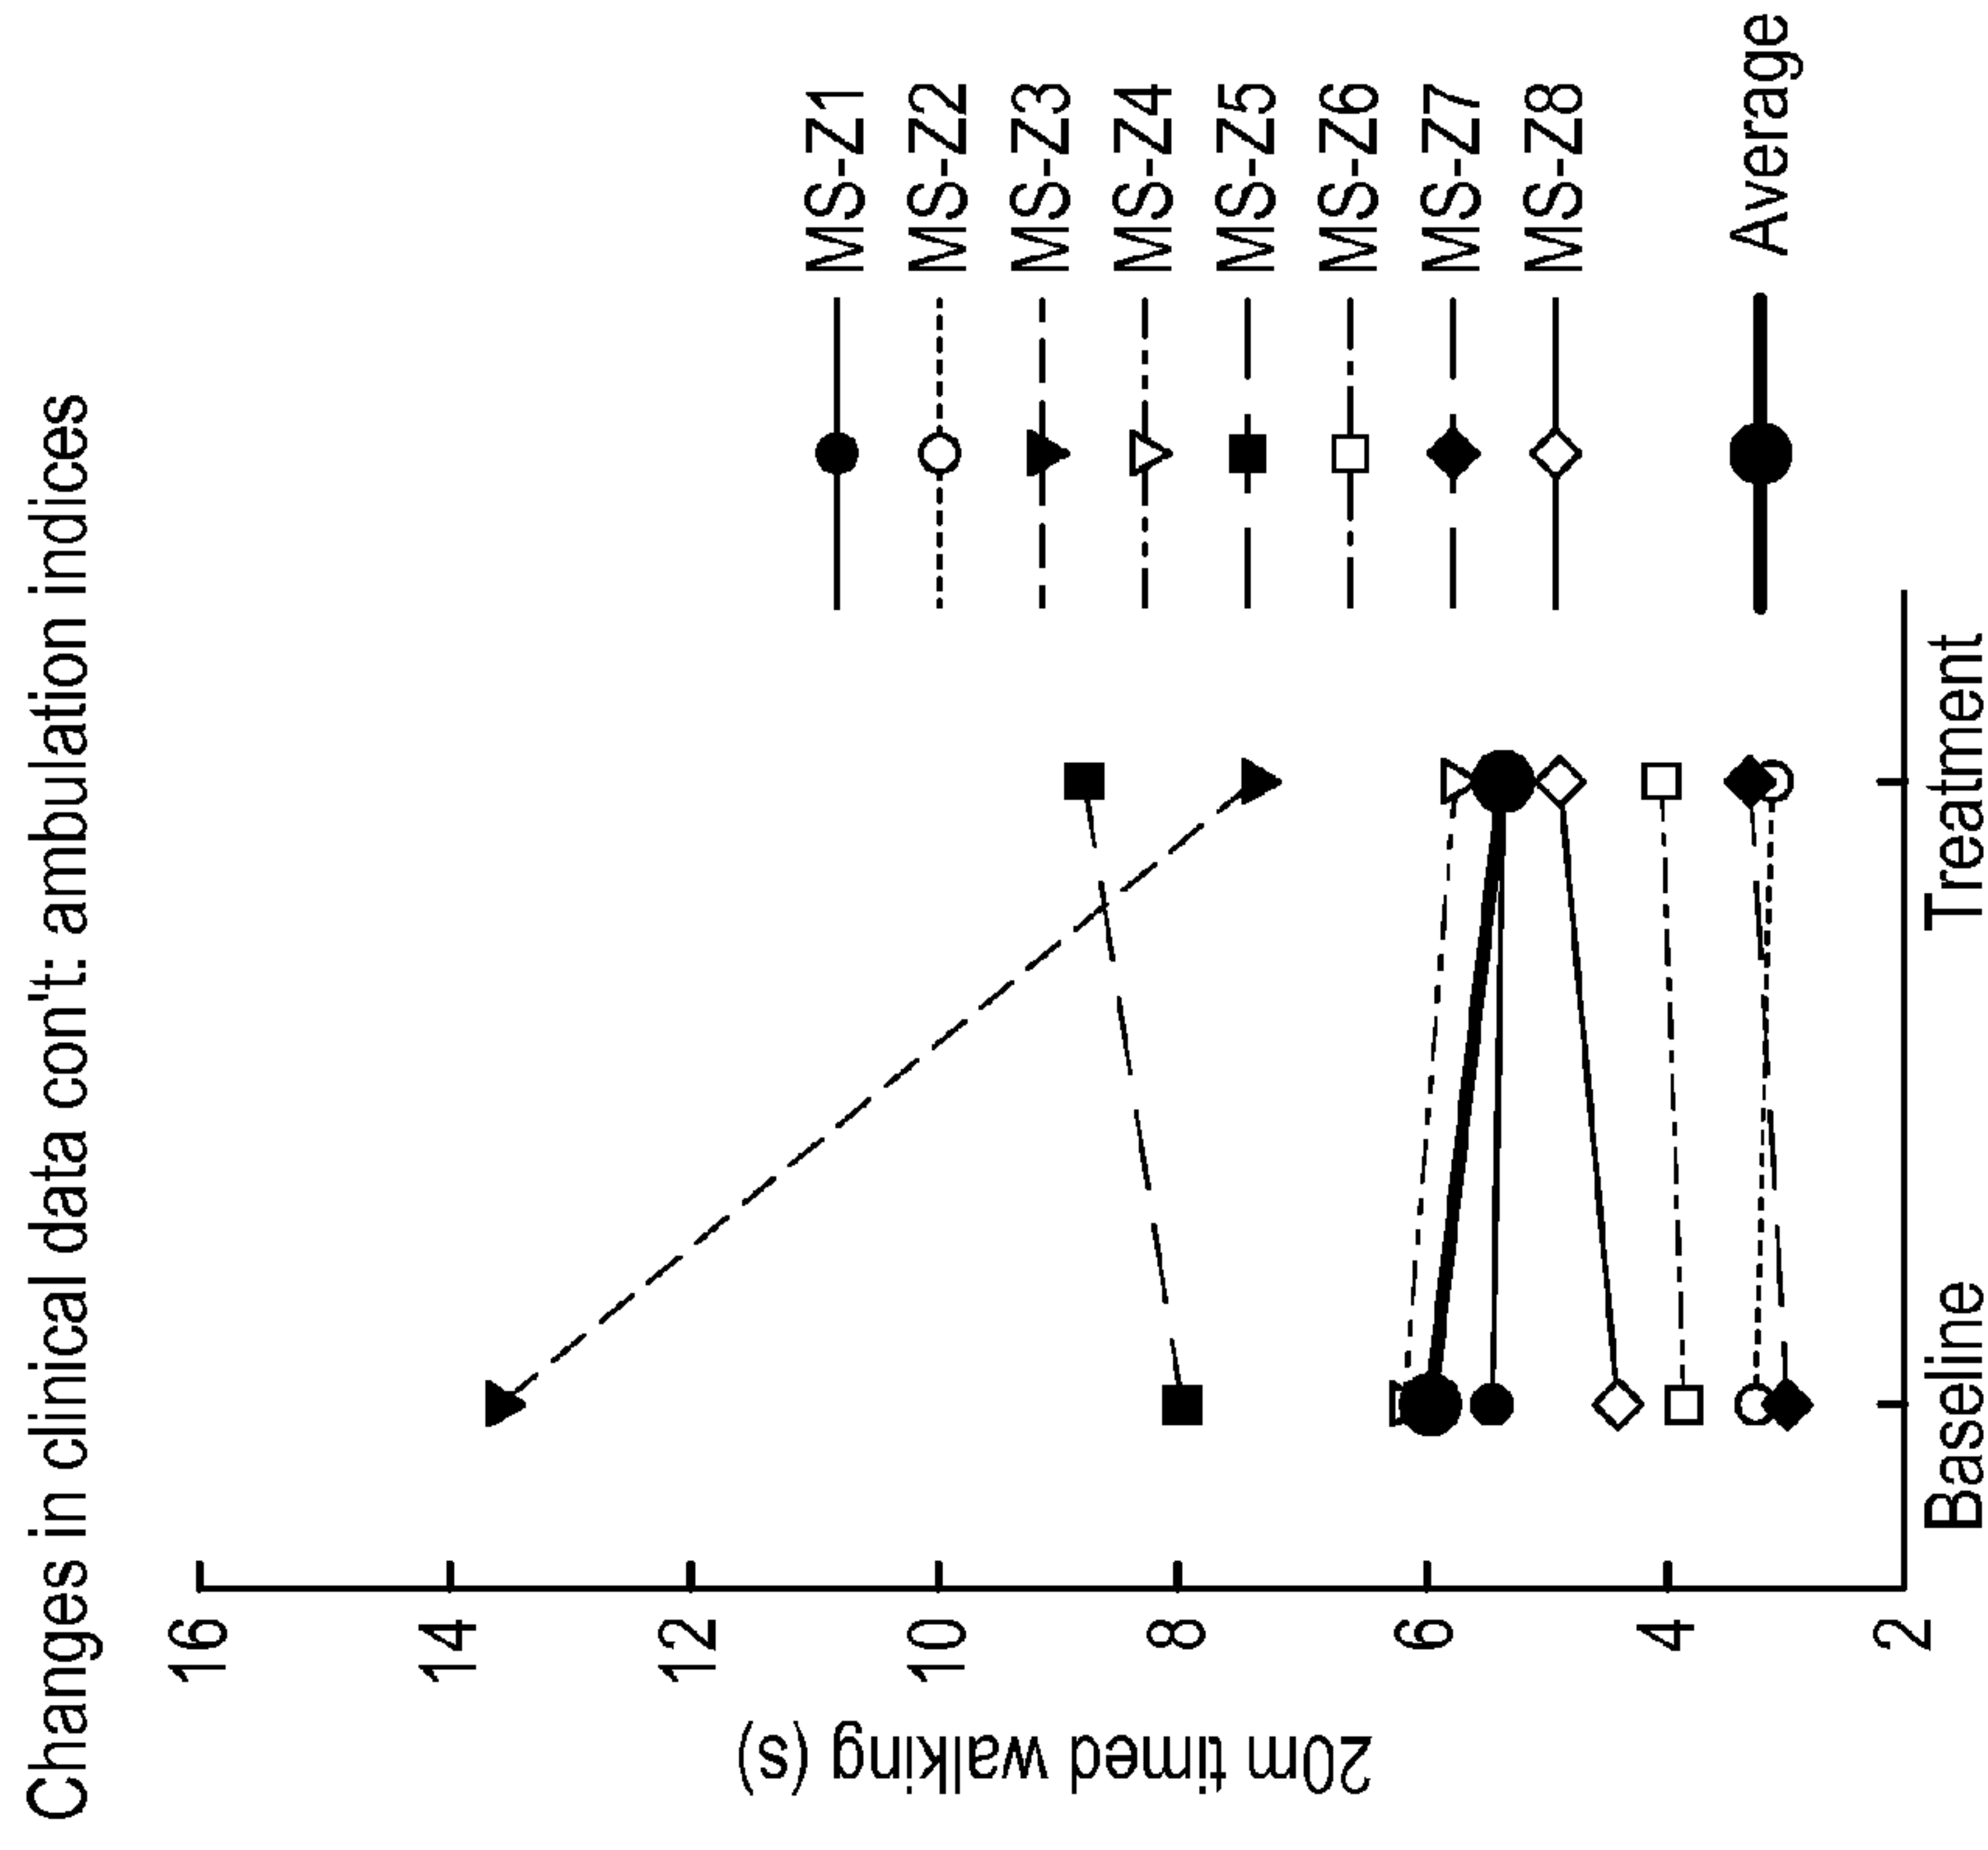 Changes in clinical data con't: ambulation indices
20m timed walking (s)
16
14
12
10
8
6
4
2
Baseline
Treatment
MS-Z1
MS-Z2
MS-Z3
MS-Z4
MS-Z5
MS-Z6
MS-Z7
MS-Z8
Average